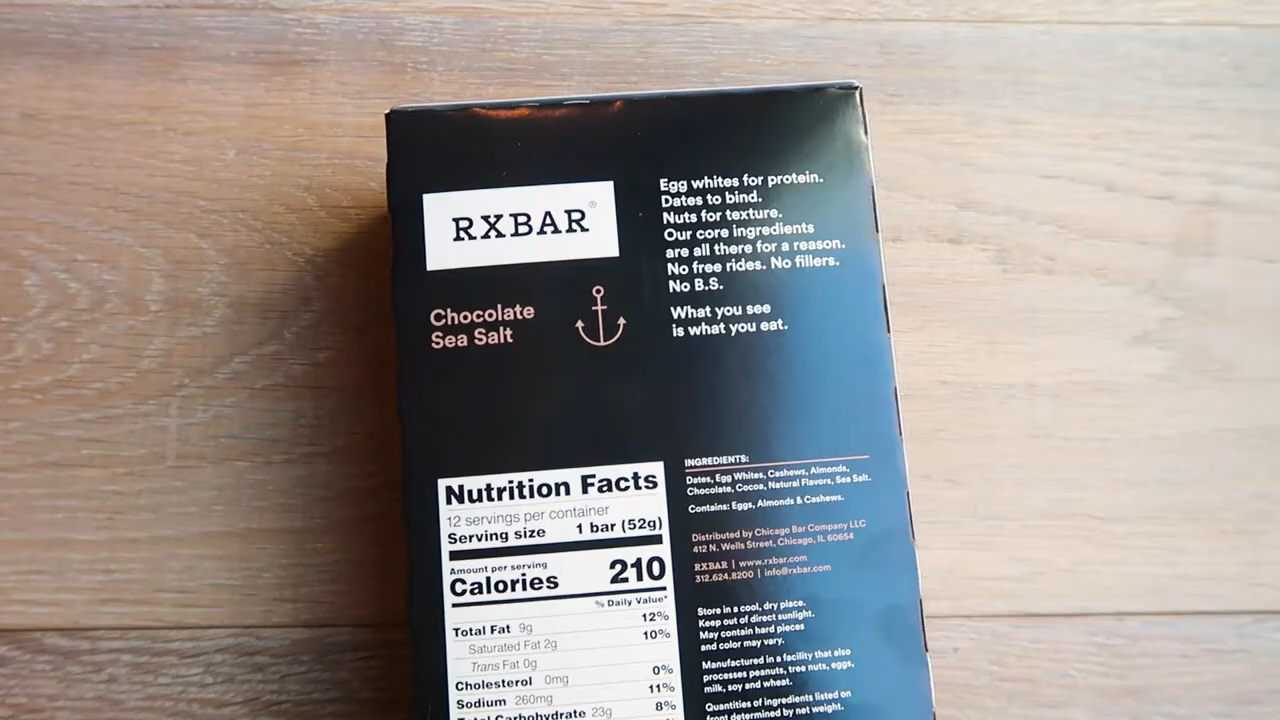 RXBAR®
Chocolate
Sea Salt
Egg whites for protein.
Dates to bind.
Nuts for texture.
Our core ingredients
are all there for a reason.
No free rides. No fillers.
No B.S.
What you see
is what you eat.
Nutrition Facts
12 servings per container
Serving size 1 bar (52g)
Amount per serving
Calories 210
% Daily Value*
Total Fat 9g 12%
Saturated Fat 2g 10%
Trans Fat 0g
Cholesterol 0mg 0%
Sodium 260mg 11%
Total Carbohydrate 23g 8%
INGREDIENTS:
Dates, Egg Whites, Cashews, Almonds,
Chocolate, Cocoa, Natural Flavors, Sea Salt.
Contains: Eggs, Almonds & Cashews.
Distributed by Chicago Bar Company LLC
412 N. Wells Street, Chicago, IL 60654
RXBAR | www.rxbar.com
312.624.8200 | info@rxbar.com
Store in a cool, dry place.
Keep out of direct sunlight.
May contain hard pieces
and color may vary.
Manufactured in a facility that also
processes peanuts, tree nuts, eggs,
milk, soy and wheat.
Quantities of ingredients listed on
front determined by net weight.